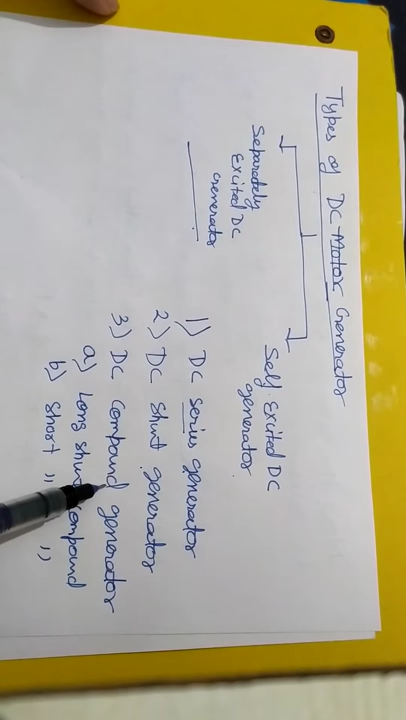 Types of DC-Motor Generator
Separately
Excited DC
Generator
Self Excited DC
generator
1) DC series generator
2) DC shunt generator
3) DC compound generator
a) Long shunt compound
b) Short " "